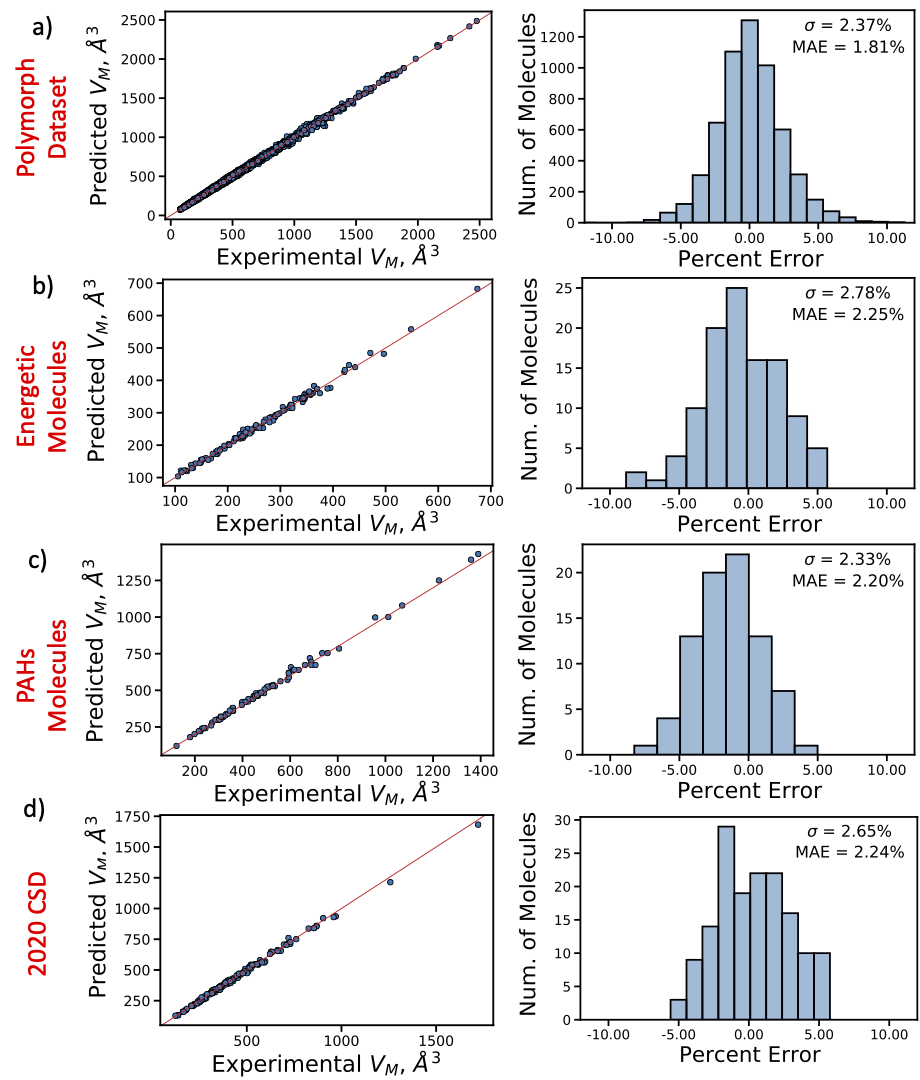 a)
Polymorph
Dataset
Predicted V_M, Å³
2500
2000
1500
1000
500
0
0 500 1000 1500 2000 2500
Experimental V_M, Å³
Num. of Molecules
1200
1000
800
600
400
200
0
σ = 2.37%
MAE = 1.81%
-10.00 -5.00 0.00 5.00 10.00
Percent Error
b)
Energetic
Molecules
Predicted V_M, Å³
700
600
500
400
300
200
100
100 200 300 400 500 600 700
Experimental V_M, Å³
Num. of Molecules
25
20
15
10
5
0
σ = 2.78%
MAE = 2.25%
-10.00 -5.00 0.00 5.00 10.00
Percent Error
c)
PAHs
Molecules
Predicted V_M, Å³
1250
1000
750
500
250
200 400 600 800 1000 1200 1400
Experimental V_M, Å³
Num. of Molecules
20
15
10
5
0
σ = 2.33%
MAE = 2.20%
-10.00 -5.00 0.00 5.00 10.00
Percent Error
d)
2020 CSD
Predicted V_M, Å³
1750
1500
1250
1000
750
500
250
500 1000 1500
Experimental V_M, Å³
Num. of Molecules
30
25
20
15
10
5
0
σ = 2.65%
MAE = 2.24%
-10.00 -5.00 0.00 5.00 10.00
Percent Error